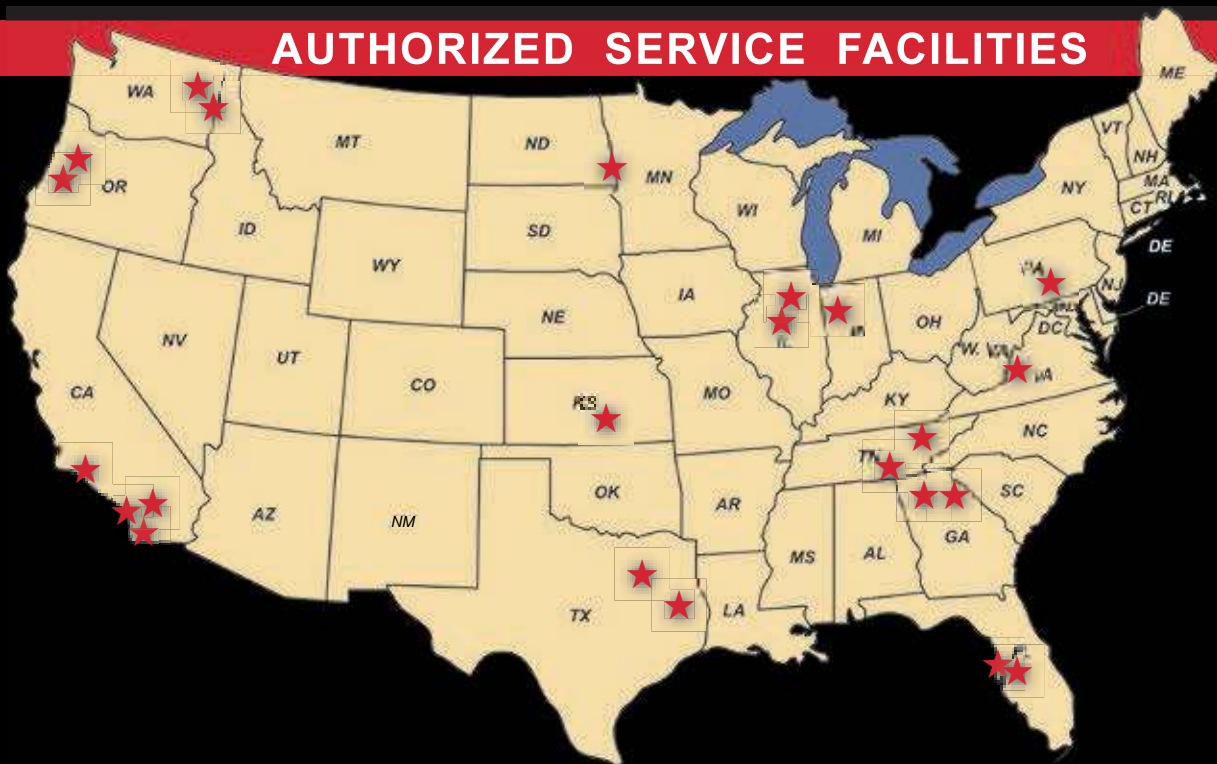 AUTHORIZED SERVICE FACILITIES
ME
WA
VT
MT
ND
NH
MN
MA
OR
NY
RI
CT
WI
ID
SD
MI
DE
WY
PA
IA
NJ
DE
NE
OH
DC
NV
UT
W.
VA
CO
CA
MO
KY
KS
NC
TN
OK
SC
AR
AZ
NM
GA
MS
AL
LA
TX